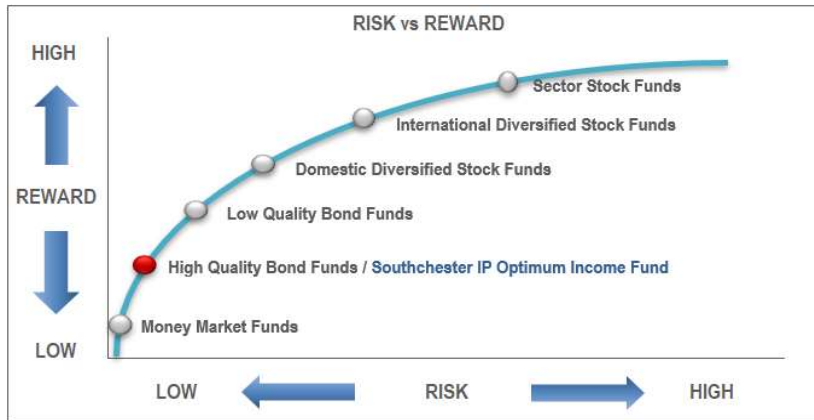 RISK vs REWARD
HIGH
Sector Stock Funds
International Diversified Stock Funds
Domestic Diversified Stock Funds
REWARD
Low Quality Bond Funds
High Quality Bond Funds / Southchester IP Optimum Income Fund
Money Market Funds
LOW
LOW RISK HIGH